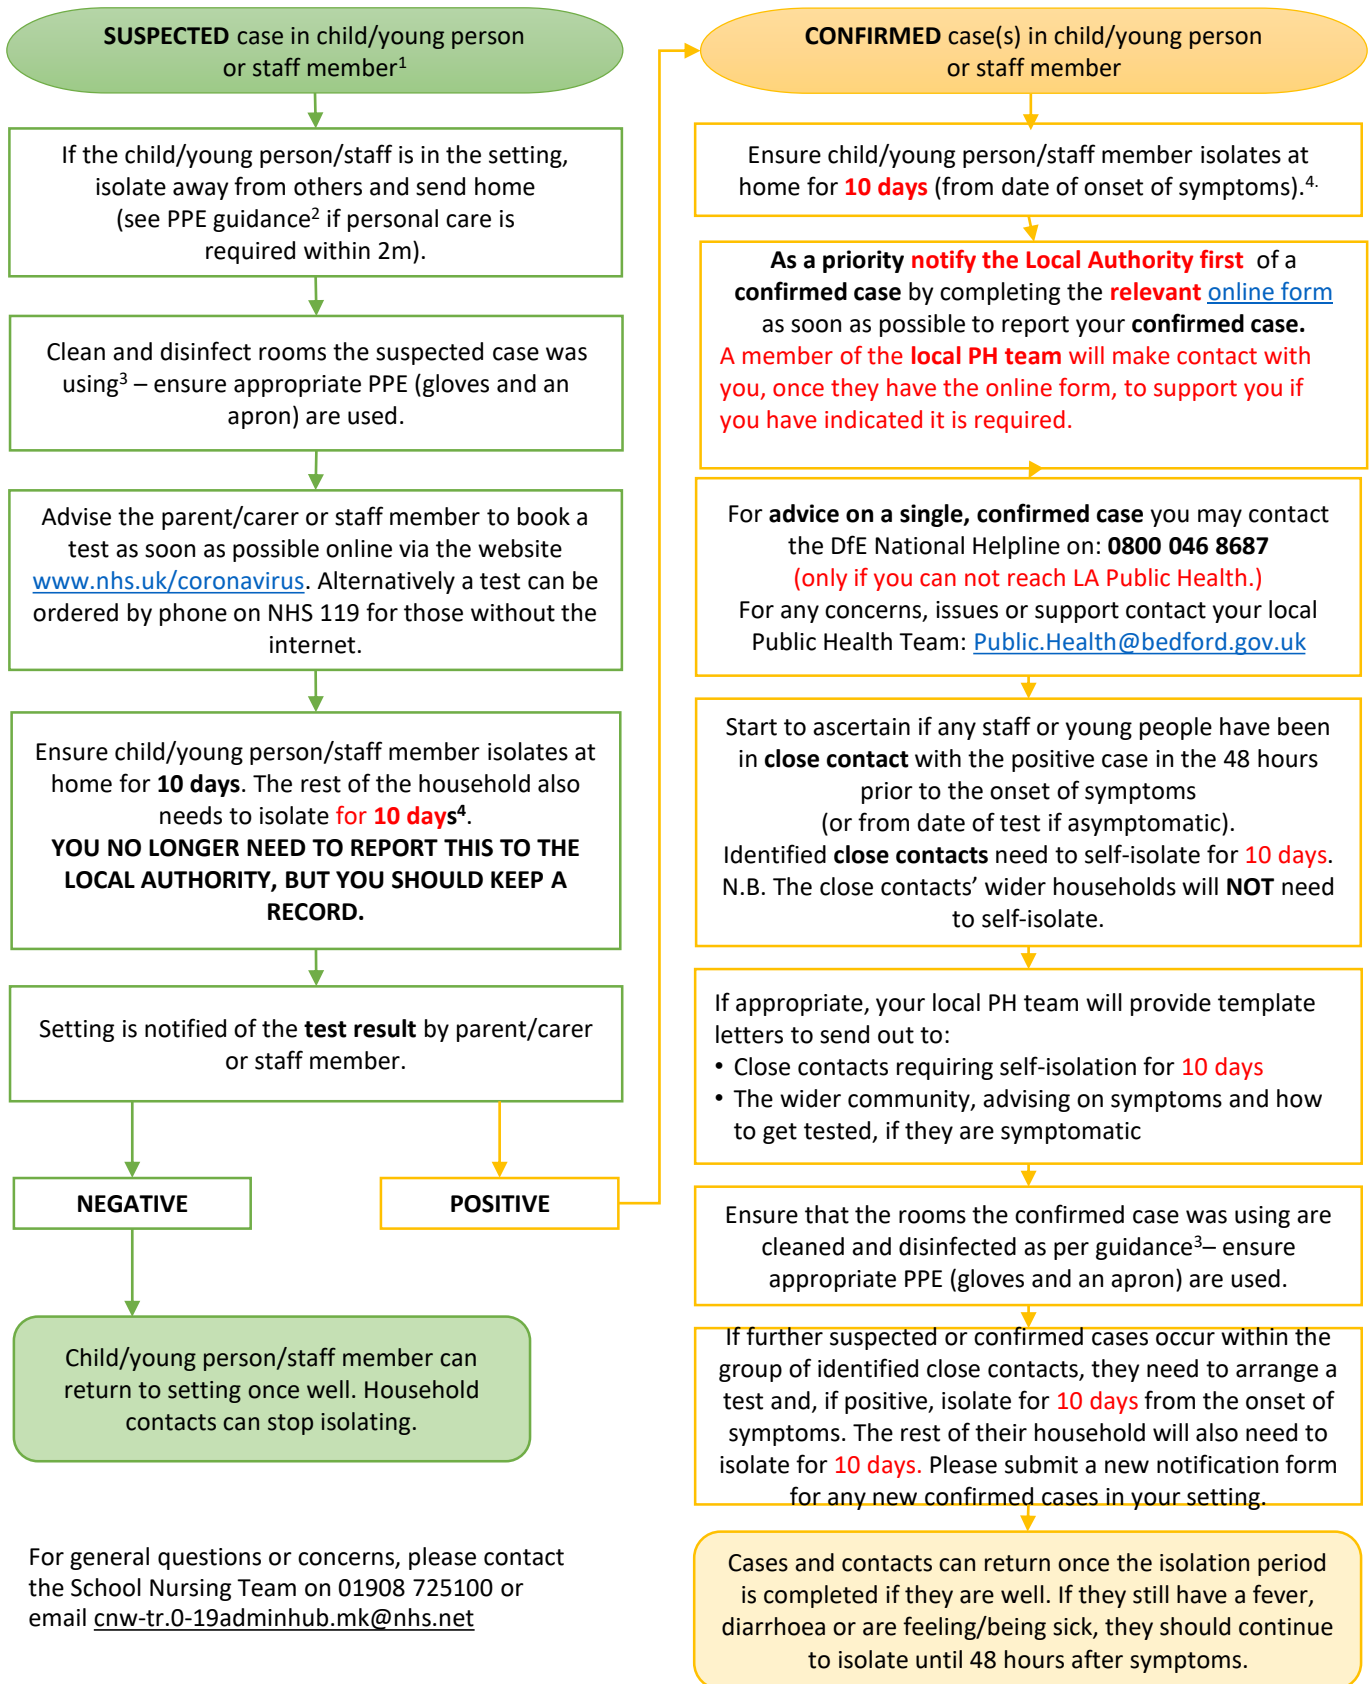 SUSPECTED case in child/young person
or staff member1
If the child/young person/staff is in the setting,
isolate away from others and send home
(see PPE guidance2 if personal care is
required within 2m).
Clean and disinfect rooms the suspected case was
using3 – ensure appropriate PPE (gloves and an
apron) are used.
Advise the parent/carer or staff member to book a
test as soon as possible online via the website
www.nhs.uk/coronavirus. Alternatively a test can be
ordered by phone on NHS 119 for those without the
internet.
Ensure child/young person/staff member isolates at
home for 10 days. The rest of the household also
needs to isolate for 10 days4.
YOU NO LONGER NEED TO REPORT THIS TO THE
LOCAL AUTHORITY, BUT YOU SHOULD KEEP A
RECORD.
Setting is notified of the test result by parent/carer
or staff member.
NEGATIVE
POSITIVE
Child/young person/staff member can
return to setting once well. Household
contacts can stop isolating.
For general questions or concerns, please contact
the School Nursing Team on 01908 725100 or
email cnw-tr.0-19adminhub.mk@nhs.net
CONFIRMED case(s) in child/young person
or staff member
Ensure child/young person/staff member isolates at
home for 10 days (from date of onset of symptoms).4.
As a priority notify the Local Authority first of a
confirmed case by completing the relevant online form
as soon as possible to report your confirmed case.
A member of the local PH team will make contact with
you, once they have the online form, to support you if
you have indicated it is required.
For advice on a single, confirmed case you may contact
the DfE National Helpline on: 0800 046 8687
(only if you can not reach LA Public Health.)
For any concerns, issues or support contact your local
Public Health Team: Public.Health@bedford.gov.uk
Start to ascertain if any staff or young people have been
in close contact with the positive case in the 48 hours
prior to the onset of symptoms
(or from date of test if asymptomatic).
Identified close contacts need to self-isolate for 10 days.
N.B. The close contacts’ wider households will NOT need
to self-isolate.
If appropriate, your local PH team will provide template
letters to send out to:
• Close contacts requiring self-isolation for 10 days
• The wider community, advising on symptoms and how
to get tested, if they are symptomatic
Ensure that the rooms the confirmed case was using are
cleaned and disinfected as per guidance3– ensure
appropriate PPE (gloves and an apron) are used.
If further suspected or confirmed cases occur within the
group of identified close contacts, they need to arrange a
test and, if positive, isolate for 10 days from the onset of
symptoms. The rest of their household will also need to
isolate for 10 days. Please submit a new notification form
for any new confirmed cases in your setting.
Cases and contacts can return once the isolation period
is completed if they are well. If they still have a fever,
diarrhoea or are feeling/being sick, they should continue
to isolate until 48 hours after symptoms.